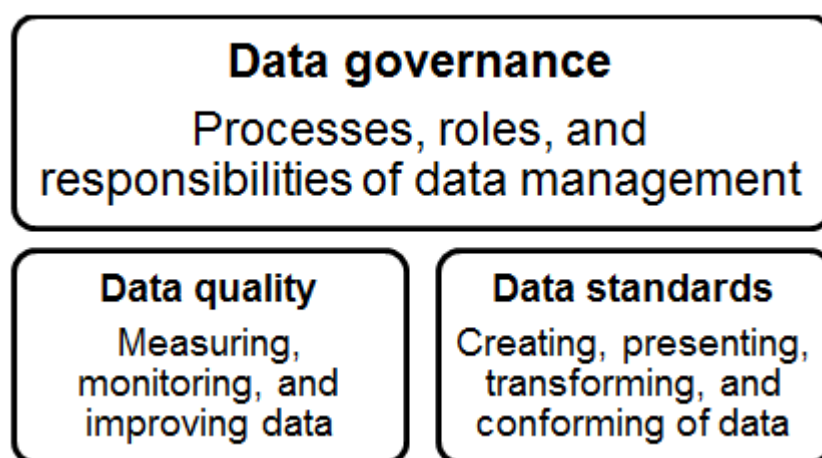 Data governance
Processes, roles, and
responsibilities of data management
Data quality
Measuring,
monitoring, and
improving data
Data standards
Creating, presenting,
transforming, and
conforming of data